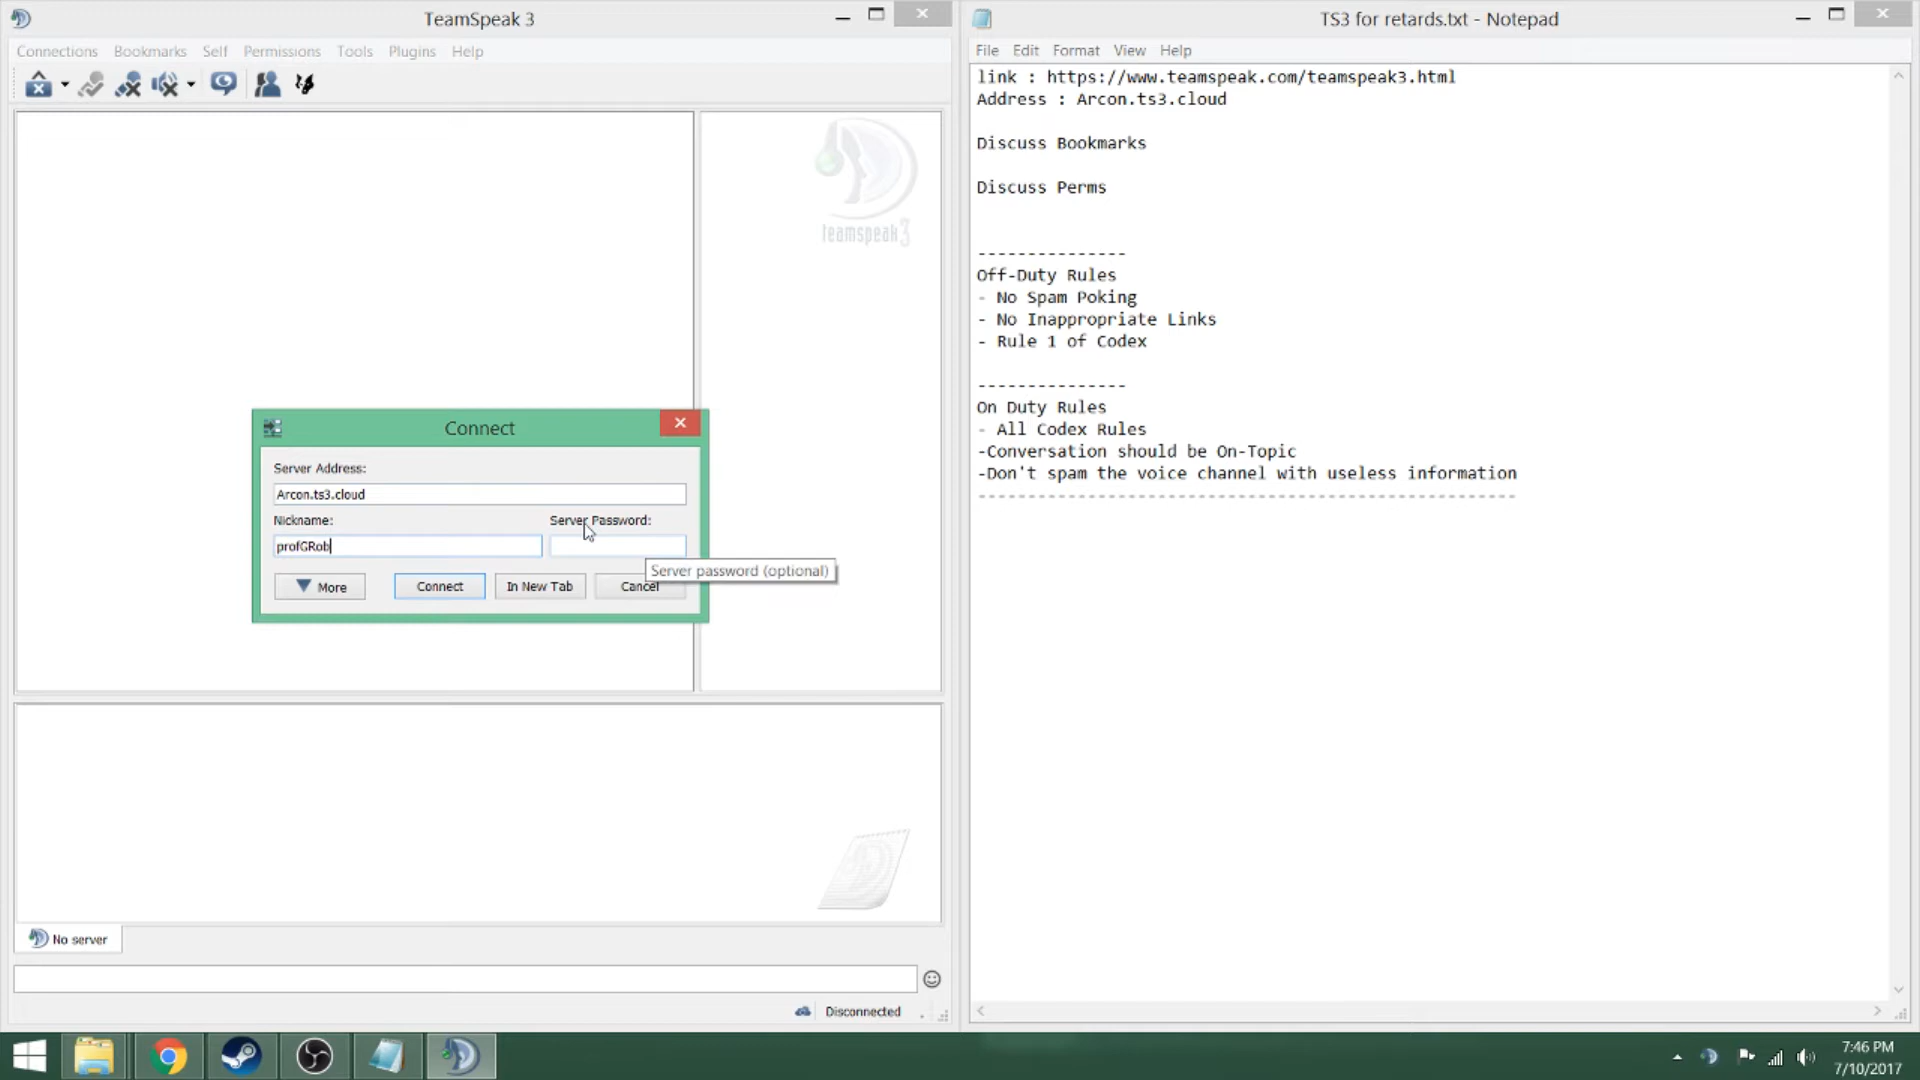 TeamSpeak 3
Connections Bookmarks Self Permissions Tools Plugins Help
teamspeak3
Connect
Server Address:
Arcon.ts3.cloud
Nickname: Server Password:
profGRob
Server password (optional)
More Connect In New Tab Cancel
No server
Disconnected
TS3 for retards.txt - Notepad
File Edit Format View Help
link : https://www.teamspeak.com/teamspeak3.html
Address : Arcon.ts3.cloud
Discuss Bookmarks
Discuss Perms
---------------
Off-Duty Rules
- No Spam Poking
- No Inappropriate Links
- Rule 1 of Codex
---------------
On Duty Rules
- All Codex Rules
-Conversation should be On-Topic
-Don't spam the voice channel with useless information
------------------------------------------------------
7:46 PM
7/10/2017